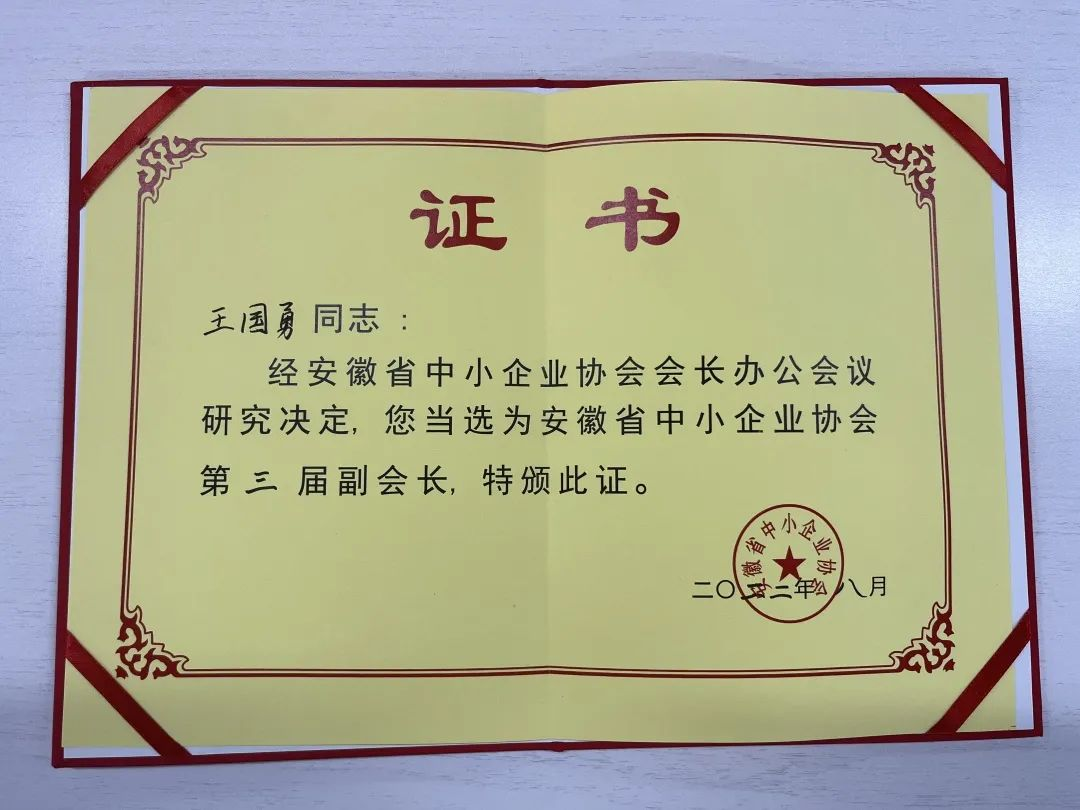 证书
王国勇同志：
经安徽省中小企业协会会长办公会议
研究决定，您当选为安徽省中小企业协会
第三届副会长，特颁此证。
安徽省中小企业协会
二〇二三年八月